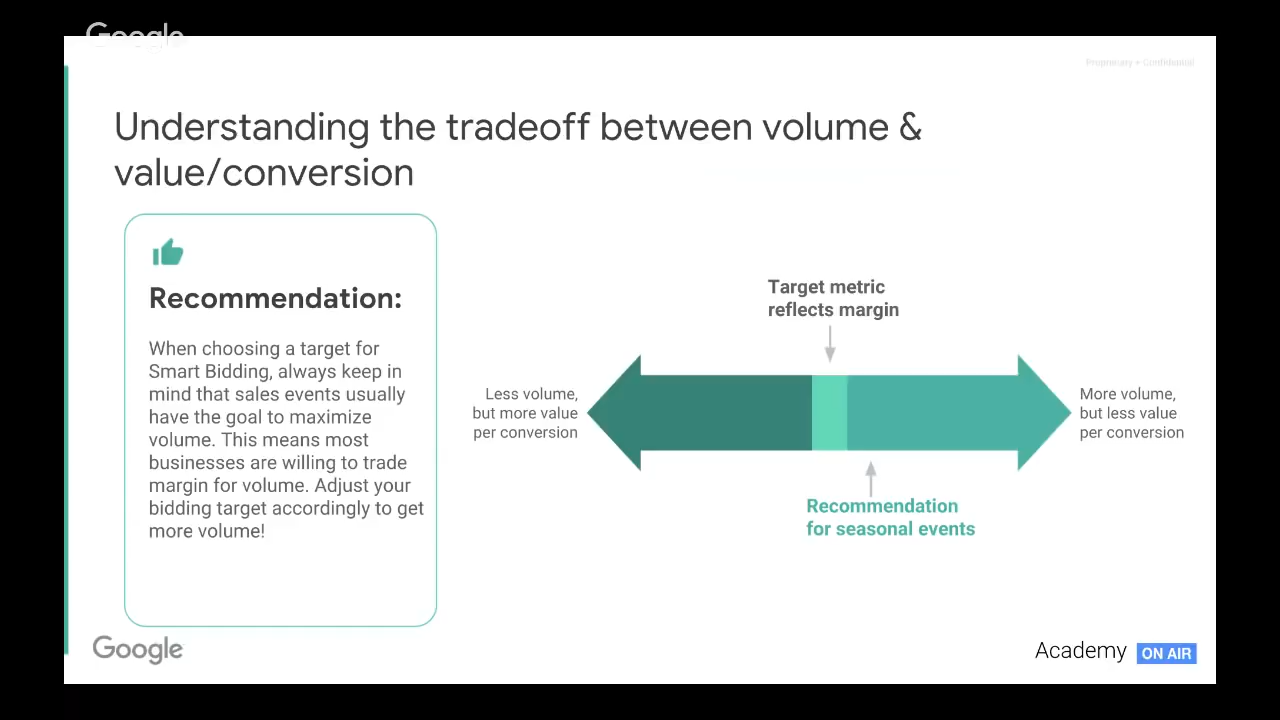 Google
Proprietary + Confidential
Understanding the tradeoff between volume &
value/conversion
Recommendation:
When choosing a target for
Smart Bidding, always keep in
mind that sales events usually
have the goal to maximize
volume. This means most
businesses are willing to trade
margin for volume. Adjust your
bidding target accordingly to get
more volume!
Target metric
reflects margin
Less volume,
but more value
per conversion
More volume,
but less value
per conversion
Recommendation
for seasonal events
Google
Academy ON AIR